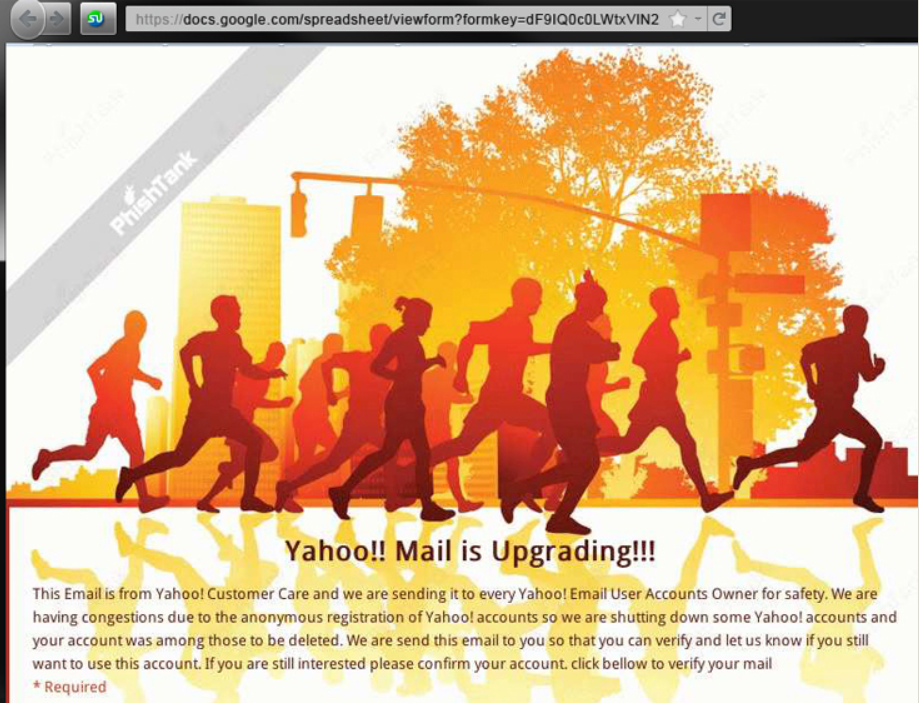 https://docs.google.com/spreadsheet/viewform?formkey=dF9IQ0c0LWtxVlN2
PhishTank
Yahoo!! Mail is Upgrading!!!
This Email is from Yahoo! Customer Care and we are sending it to every Yahoo! Email User Accounts Owner for safety. We are
having congestions due to the anonymous registration of Yahoo! accounts so we are shutting down some Yahoo! accounts and
your account was among those to be deleted. We are send this email to you so that you can verify and let us know if you still
want to use this account. If you are still interested please confirm your account. click bellow to verify your mail
* Required